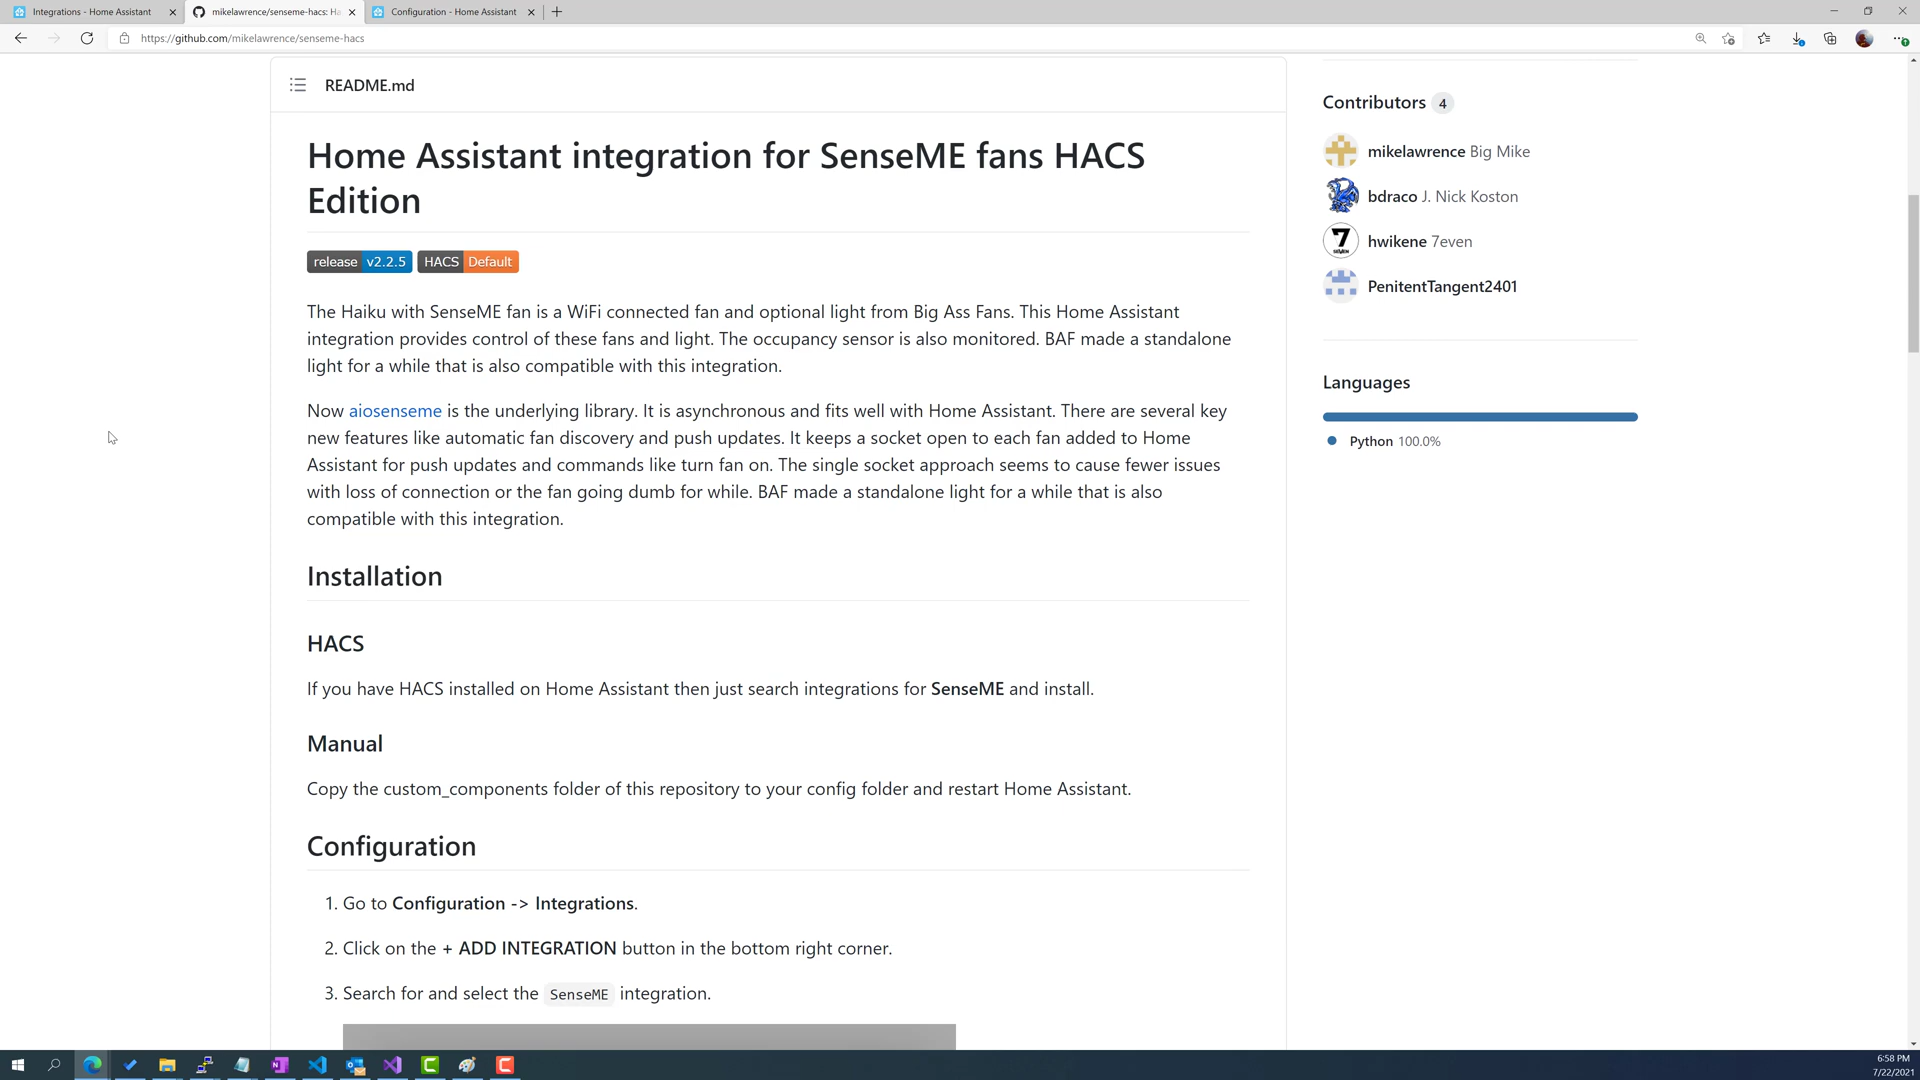 Integrations - Home Assistant
mikelawrence/senseme-hacs: Ha
Configuration - Home Assistant
https://github.com/mikelawrence/senseme-hacs
README.md
Home Assistant integration for SenseME fans HACS
Edition
release v2.2.5 HACS Default
The Haiku with SenseME fan is a WiFi connected fan and optional light from Big Ass Fans. This Home Assistant
integration provides control of these fans and light. The occupancy sensor is also monitored. BAF made a standalone
light for a while that is also compatible with this integration.
Now aiosenseme is the underlying library. It is asynchronous and fits well with Home Assistant. There are several key
new features like automatic fan discovery and push updates. It keeps a socket open to each fan added to Home
Assistant for push updates and commands like turn fan on. The single socket approach seems to cause fewer issues
with loss of connection or the fan going dumb for while. BAF made a standalone light for a while that is also
compatible with this integration.
Installation
HACS
If you have HACS installed on Home Assistant then just search integrations for SenseME and install.
Manual
Copy the custom_components folder of this repository to your config folder and restart Home Assistant.
Configuration
1. Go to Configuration -> Integrations.
2. Click on the + ADD INTEGRATION button in the bottom right corner.
3. Search for and select the SenseME integration.
Contributors 4
mikelawrence Big Mike
bdraco J. Nick Koston
7
hwikene 7even
PenitentTangent2401
Languages
Python 100.0%
6:58 PM
7/22/2021